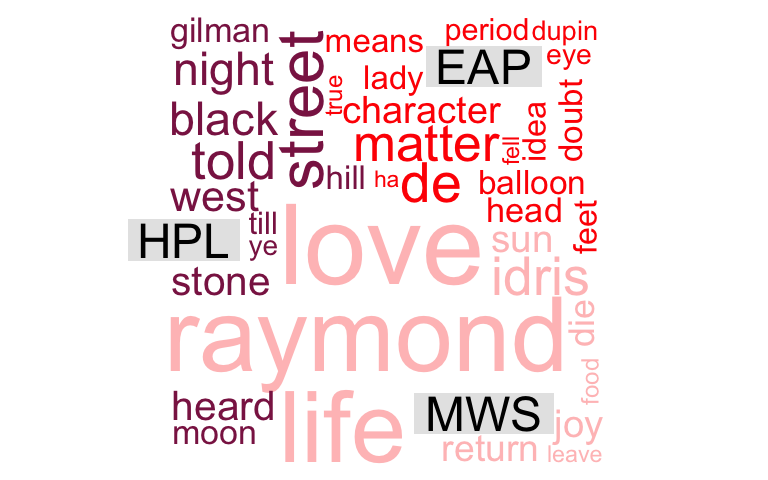 gilman
street
means
period
dupin
night
true
lady
EAP
eye
black
character
idea
doubt
told
matter
fell
west
hill
ha
de
balloon
head
feet
till
HPL
ye
love
sun
stone
idris
raymond
die
food
heard
life
MWS
joy
moon
return
leave